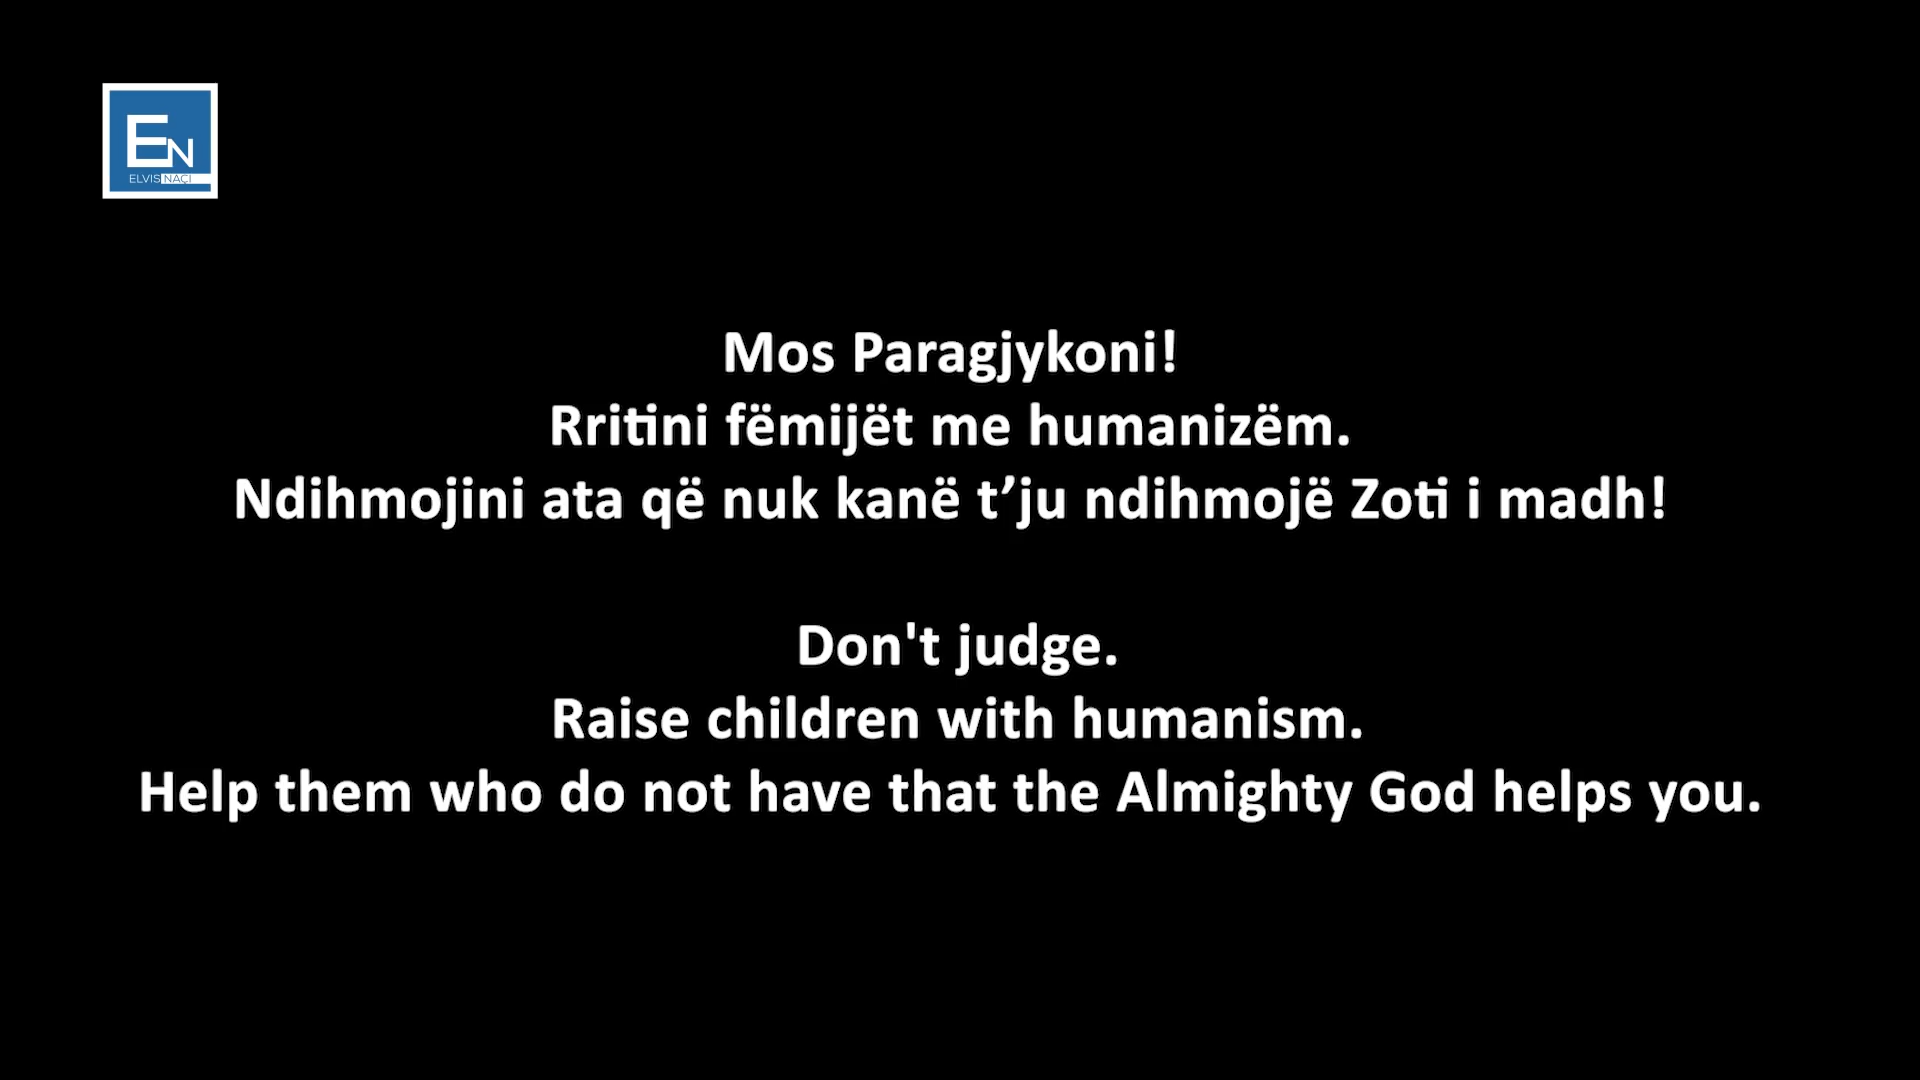 EN
ELVIS NAÇI
Mos Paragjykoni!
Rritini fëmijët me humanizëm.
Ndihmojini ata që nuk kanë t’ju ndihmojë Zoti i madh!
Don't judge.
Raise children with humanism.
Help them who do not have that the Almighty God helps you.